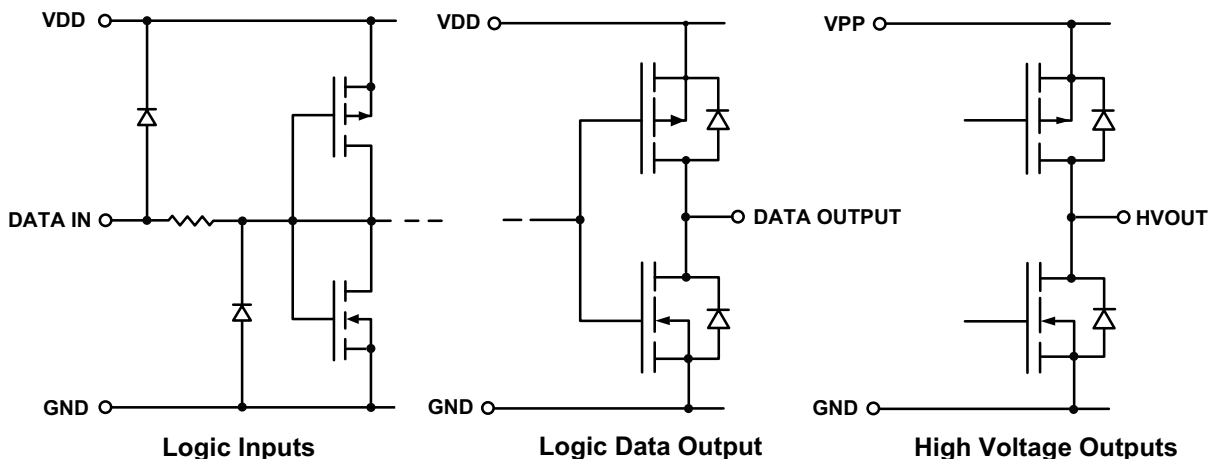 VDD
DATA IN
GND
Logic Inputs
VDD
DATA OUTPUT
GND
Logic Data Output
VPP
HVOUT
GND
High Voltage Outputs